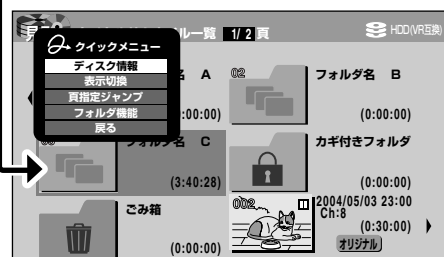 見 ル一覧 1/2 頁 HDD(VR互換)
クイックメニュー
ディスク情報
表示切換
頁指定ジャンプ
フォルダ機能
戻る
A
:00:00)
02 フォルダ名 B
(0:00:00)
フォルダ名 C
(3:40:28)
カギ付きフォルダ
(0:00:00)
ごみ箱
(0:00:00)
002
2004/05/03 23:00
Ch:8
(0:30:00)
オリジナル